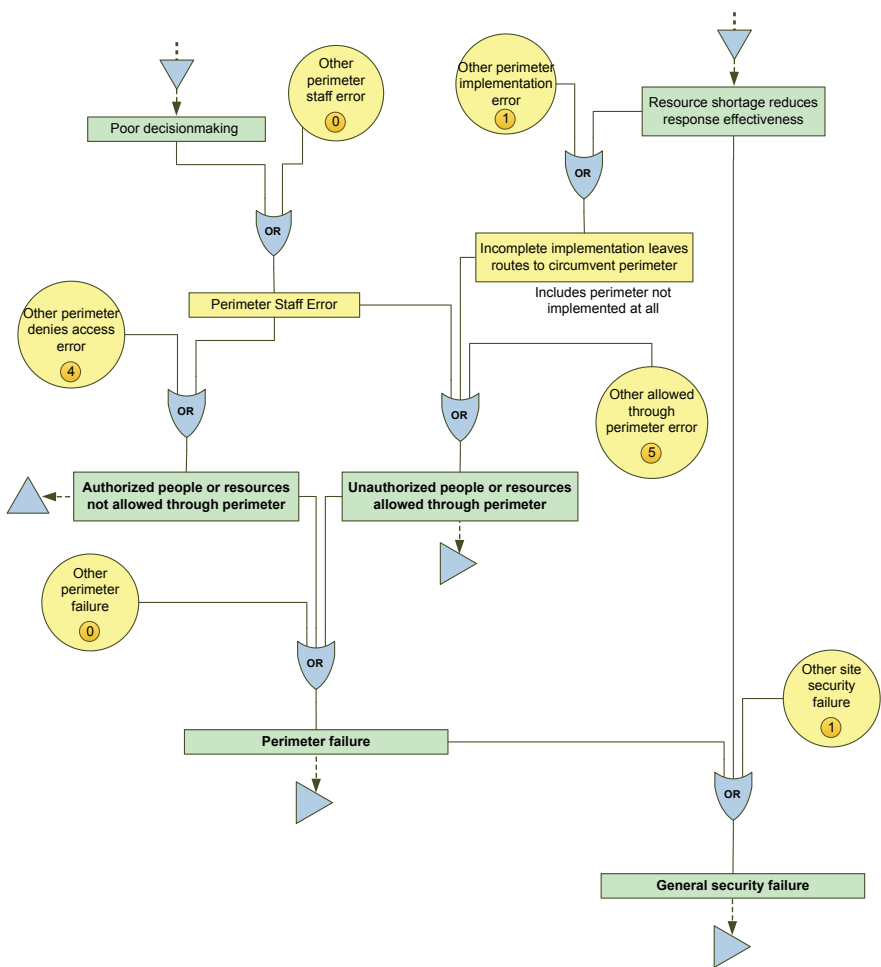 Other
perimeter
staff error
0
Other perimeter
implementation
error
1
Resource shortage reduces
response effectiveness
Poor decisionmaking
OR
OR
Incomplete implementation leaves
routes to circumvent perimeter
Includes perimeter not
implemented at all
Perimeter Staff Error
Other perimeter
denies access
error
4
OR
OR
Other allowed
through
perimeter error
5
Authorized people or resources
not allowed through perimeter
Unauthorized people or resources
allowed through perimeter
Other
perimeter
failure
0
OR
Other site
security
failure
1
Perimeter failure
OR
General security failure